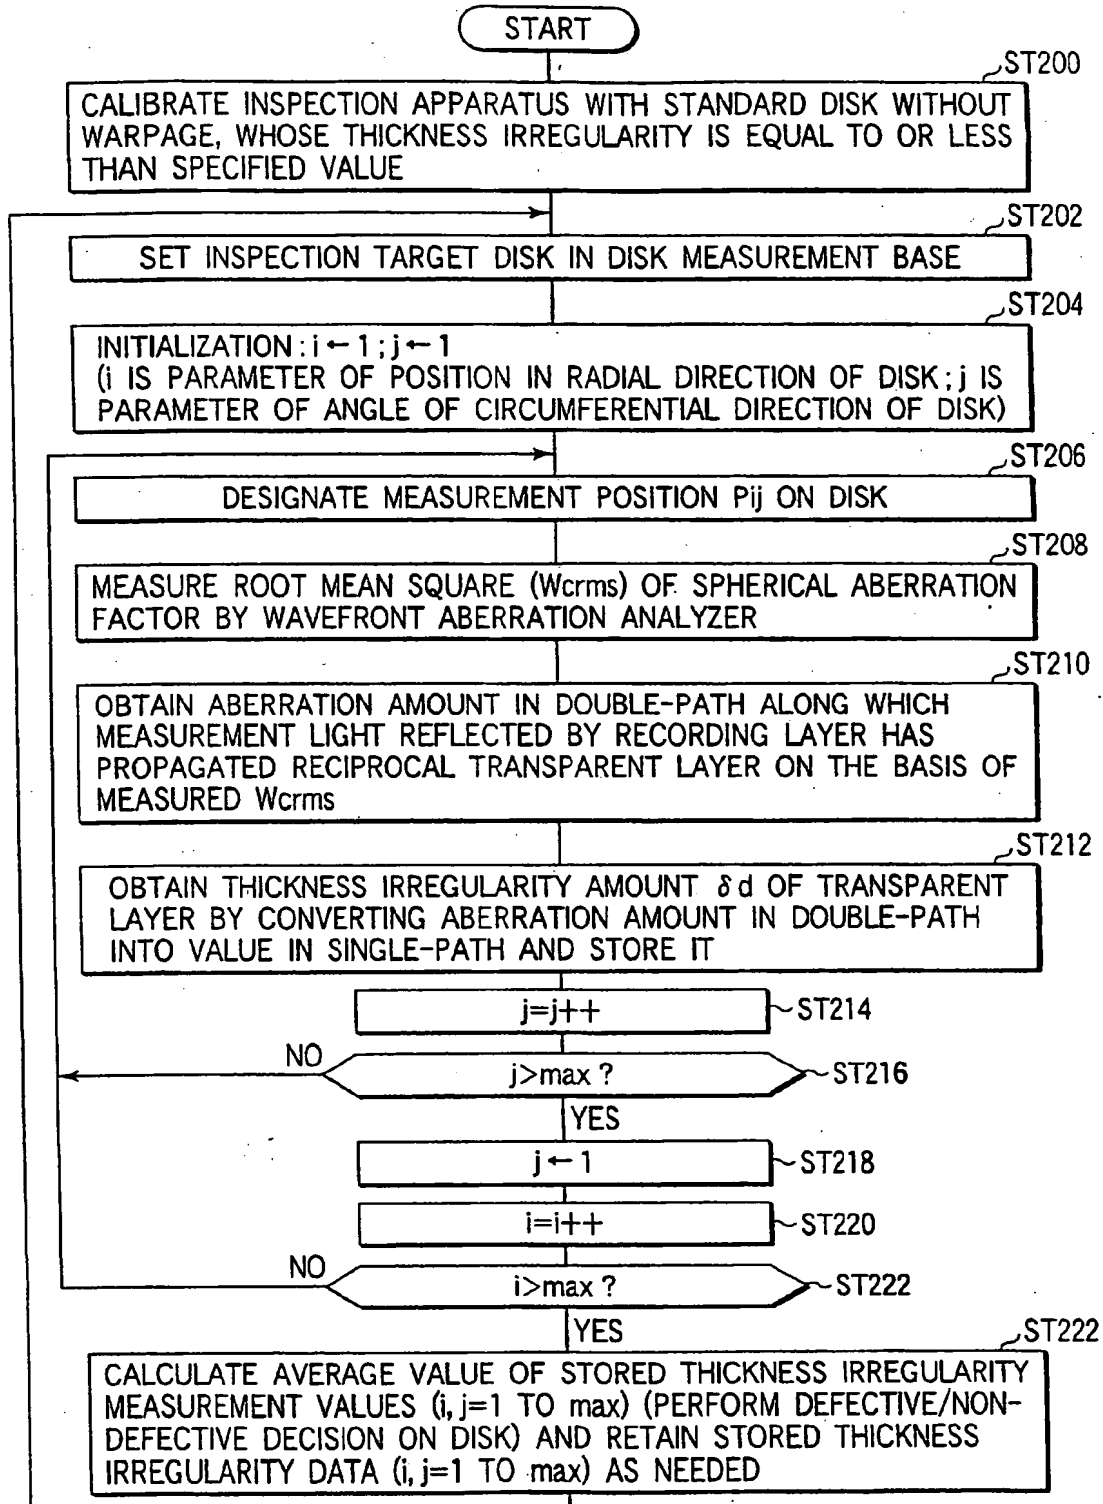 START
ST200
CALIBRATE INSPECTION APPARATUS WITH STANDARD DISK WITHOUT
WARPAGE, WHOSE THICKNESS IRREGULARITY IS EQUAL TO OR LESS
THAN SPECIFIED VALUE
ST202
SET INSPECTION TARGET DISK IN DISK MEASUREMENT BASE
ST204
INITIALIZATION : i ← 1 ; j ← 1
(i IS PARAMETER OF POSITION IN RADIAL DIRECTION OF DISK ; j IS
PARAMETER OF ANGLE OF CIRCUMFERENTIAL DIRECTION OF DISK)
ST206
DESIGNATE MEASUREMENT POSITION Pij ON DISK
ST208
MEASURE ROOT MEAN SQUARE (Wcrms) OF SPHERICAL ABERRATION
FACTOR BY WAVEFRONT ABERRATION ANALYZER
ST210
OBTAIN ABERRATION AMOUNT IN DOUBLE-PATH ALONG WHICH
MEASUREMENT LIGHT REFLECTED BY RECORDING LAYER HAS
PROPAGATED RECIPROCAL TRANSPARENT LAYER ON THE BASIS OF
MEASURED Wcrms
ST212
OBTAIN THICKNESS IRREGULARITY AMOUNT δd OF TRANSPARENT
LAYER BY CONVERTING ABERRATION AMOUNT IN DOUBLE-PATH
INTO VALUE IN SINGLE-PATH AND STORE IT
j=j++
ST214
NO
j>max ?
ST216
YES
j ← 1
ST218
i=i++
ST220
NO
i>max ?
ST222
YES
ST222
CALCULATE AVERAGE VALUE OF STORED THICKNESS IRREGULARITY
MEASUREMENT VALUES (i, j=1 TO max) (PERFORM DEFECTIVE/NON-
DEFECTIVE DECISION ON DISK) AND RETAIN STORED THICKNESS
IRREGULARITY DATA (i, j=1 TO max) AS NEEDED